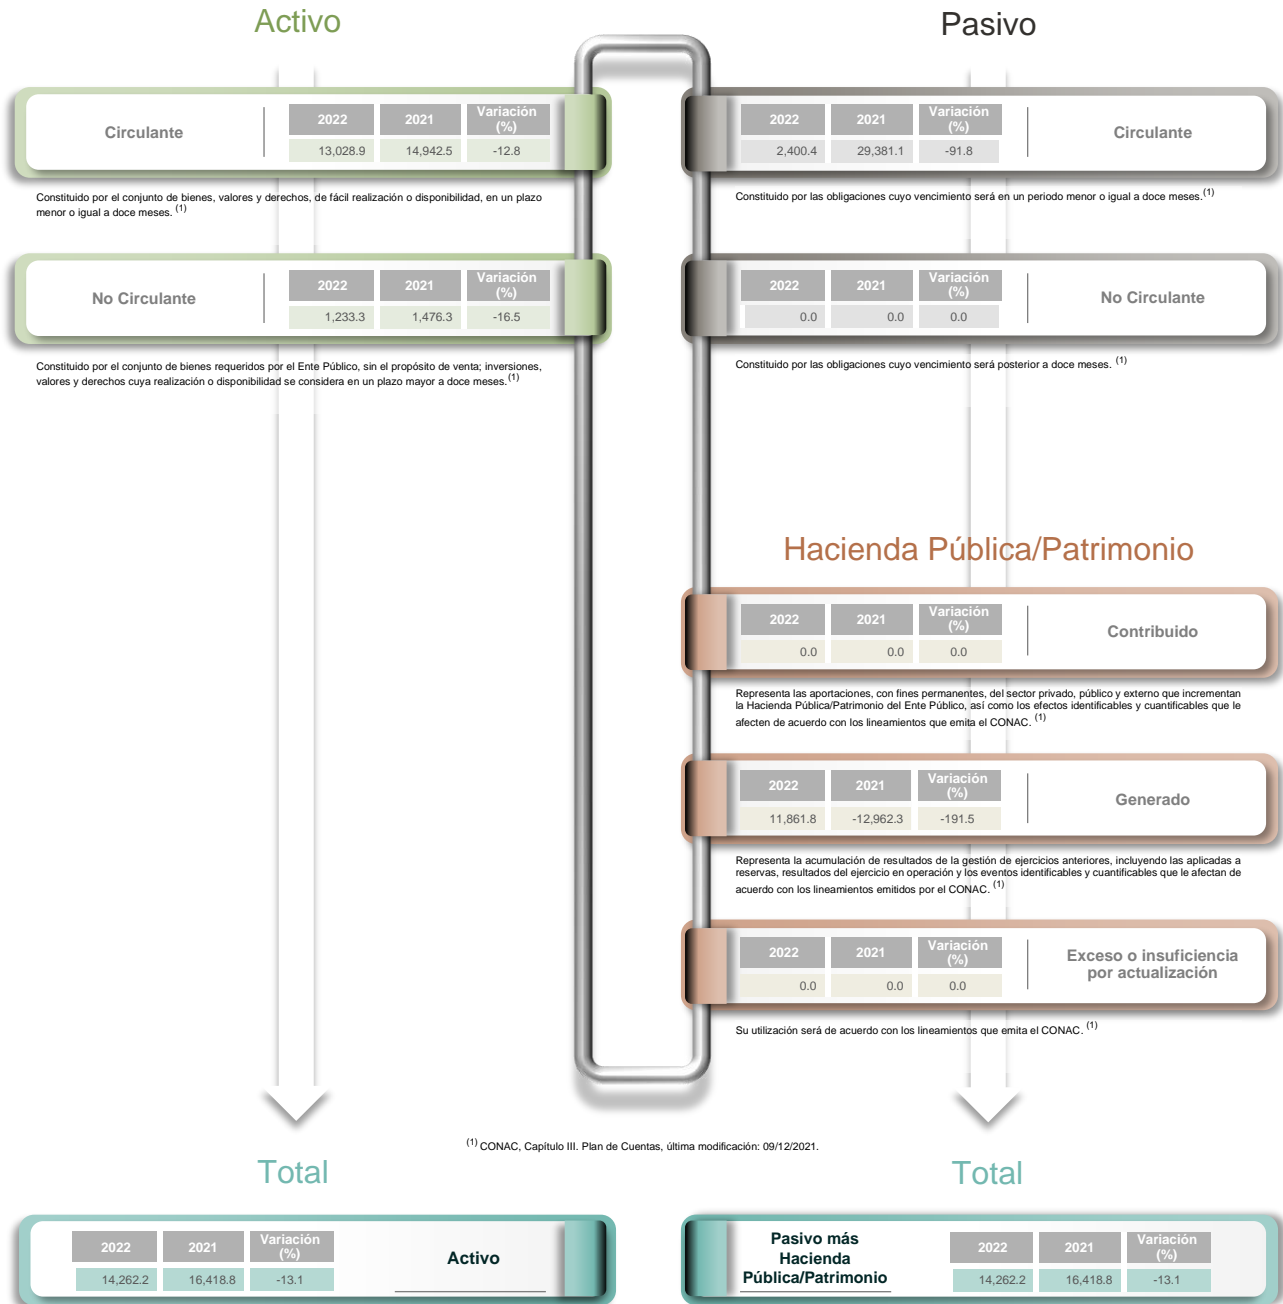 Activo
Circulante
2022 2021 Variación (%)
13,028.9 14,942.5 -12.8
Constituido por el conjunto de bienes, valores y derechos, de fácil realización o disponibilidad, en un plazo
menor o igual a doce meses. (1)
No Circulante
2022 2021 Variación (%)
1,233.3 1,476.3 -16.5
Constituido por el conjunto de bienes requeridos por el Ente Público, sin el propósito de venta; inversiones,
valores y derechos cuya realización o disponibilidad se considera en un plazo mayor a doce meses.(1)
Pasivo
2022 2021 Variación (%)
2,400.4 29,381.1 -91.8
Circulante
Constituido por las obligaciones cuyo vencimiento será en un periodo menor o igual a doce meses.(1)
2022 2021 Variación (%)
0.0 0.0 0.0
No Circulante
Constituido por las obligaciones cuyo vencimiento será posterior a doce meses. (1)
Hacienda Pública/Patrimonio
2022 2021 Variación (%)
0.0 0.0 0.0
Contribuido
Representa las aportaciones, con fines permanentes, del sector privado, público y externo que incrementan
la Hacienda Pública/Patrimonio del Ente Público, así como los efectos identificables y cuantificables que le
afecten de acuerdo con los lineamientos que emita el CONAC. (1)
2022 2021 Variación (%)
11,861.8 -12,962.3 -191.5
Generado
Representa la acumulación de resultados de la gestión de ejercicios anteriores, incluyendo las aplicadas a
reservas, resultados del ejercicio en operación y los eventos identificables y cuantificables que le afectan de
acuerdo con los lineamientos emitidos por el CONAC. (1)
2022 2021 Variación (%)
0.0 0.0 0.0
Exceso o insuficiencia
por actualización
Su utilización será de acuerdo con los lineamientos que emita el CONAC. (1)
(1) CONAC, Capítulo III. Plan de Cuentas, última modificación: 09/12/2021.
Total
2022 2021 Variación (%)
14,262.2 16,418.8 -13.1
Activo
Total
Pasivo más
Hacienda
Pública/Patrimonio
2022 2021 Variación (%)
14,262.2 16,418.8 -13.1